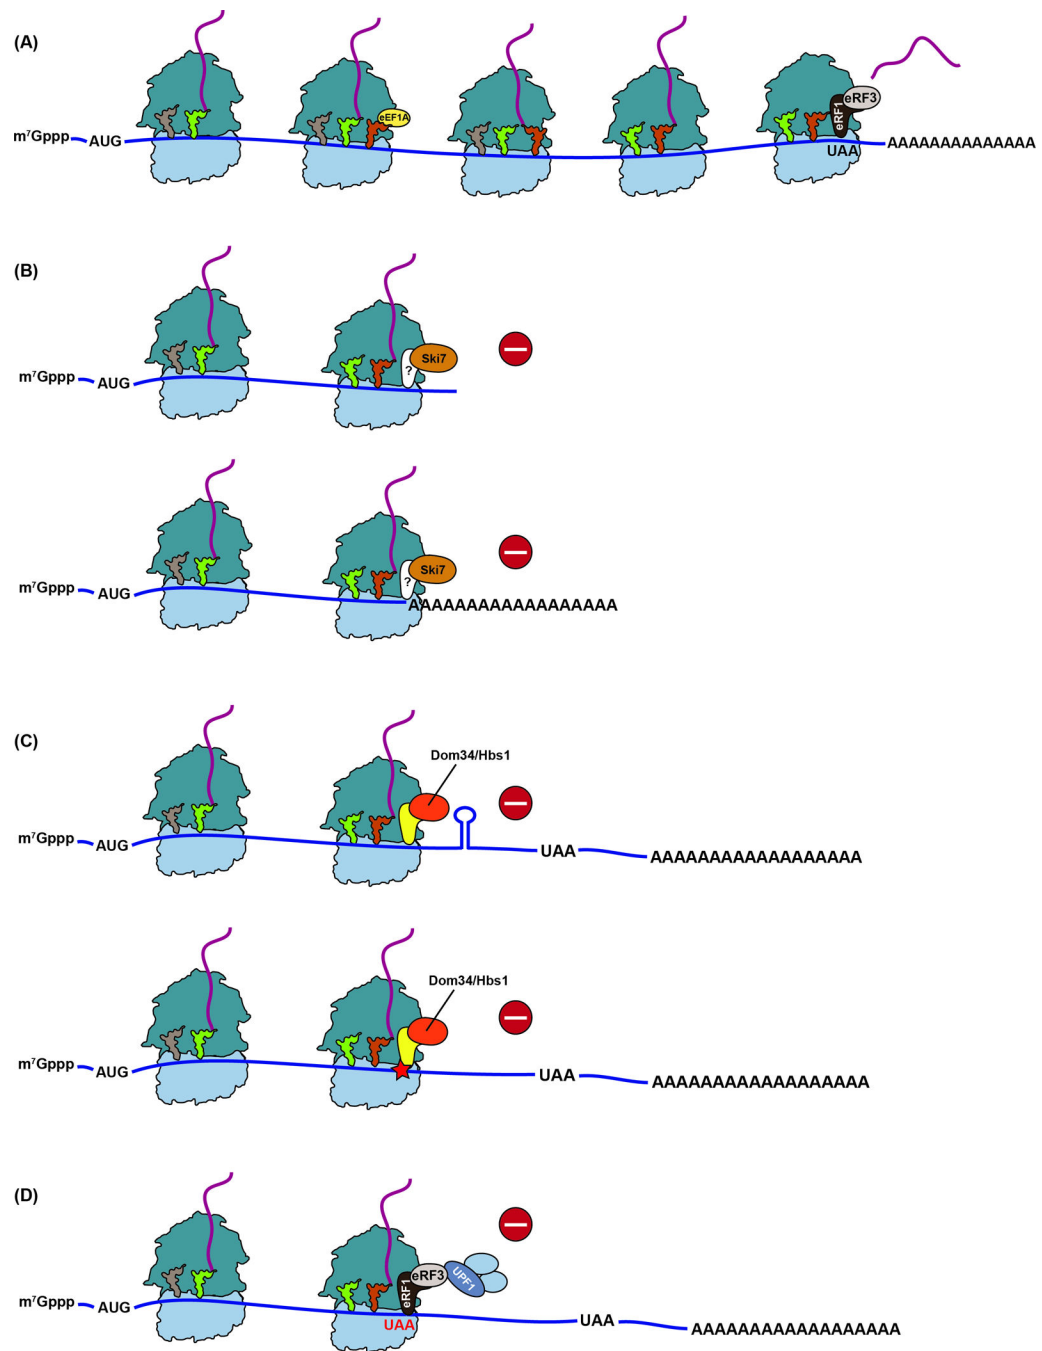 (A)
m⁷Gppp AUG eEF1A eRF1 eRF3 UAA AAAAAAAAAAAAAA
(B)
m⁷Gppp AUG ? Ski7
m⁷Gppp AUG ? Ski7 AAAAAAAAAAAAAAAAAA
(C)
Dom34/Hbs1
m⁷Gppp AUG UAA AAAAAAAAAAAAAAAAAA
Dom34/Hbs1
m⁷Gppp AUG UAA AAAAAAAAAAAAAAAAAA
(D)
eRF1 eRF3 UPF1
m⁷Gppp AUG UAA UAA AAAAAAAAAAAAAAAAAA